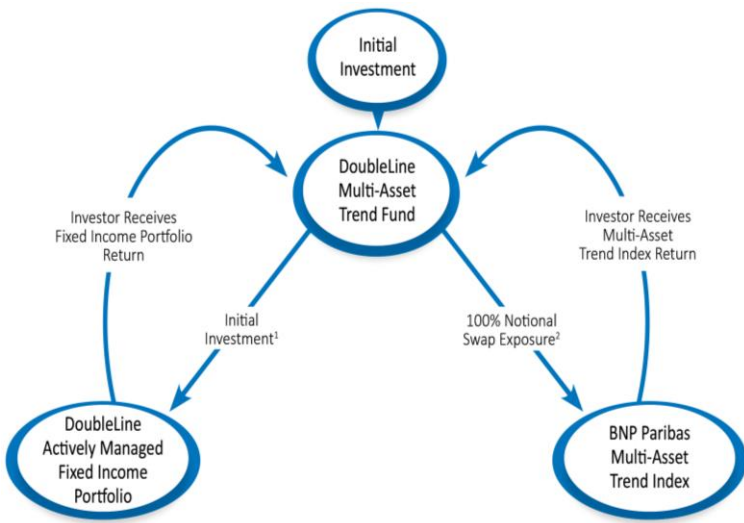 Initial
Investment
DoubleLine
Multi-Asset
Trend Fund
Investor Receives
Fixed Income Portfolio
Return
Investor Receives
Multi-Asset
Trend Index Return
Initial
Investment¹
100% Notional
Swap Exposure²
DoubleLine
Actively Managed
Fixed Income
Portfolio
BNP Paribas
Multi-Asset
Trend Index